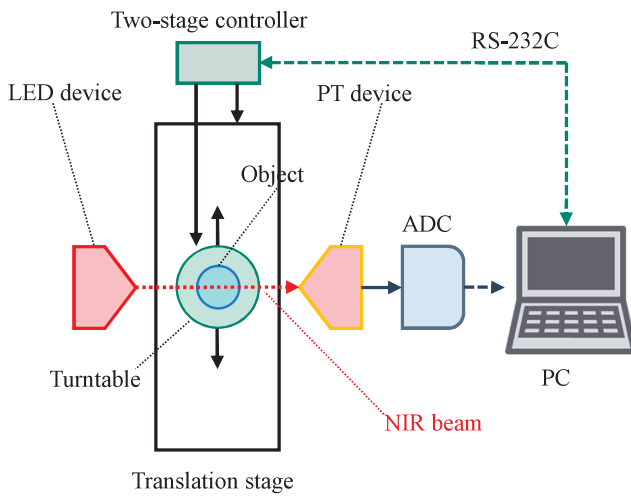 Two-stage controller
RS-232C
LED device
PT device
Object
ADC
Turntable
PC
NIR beam
Translation stage